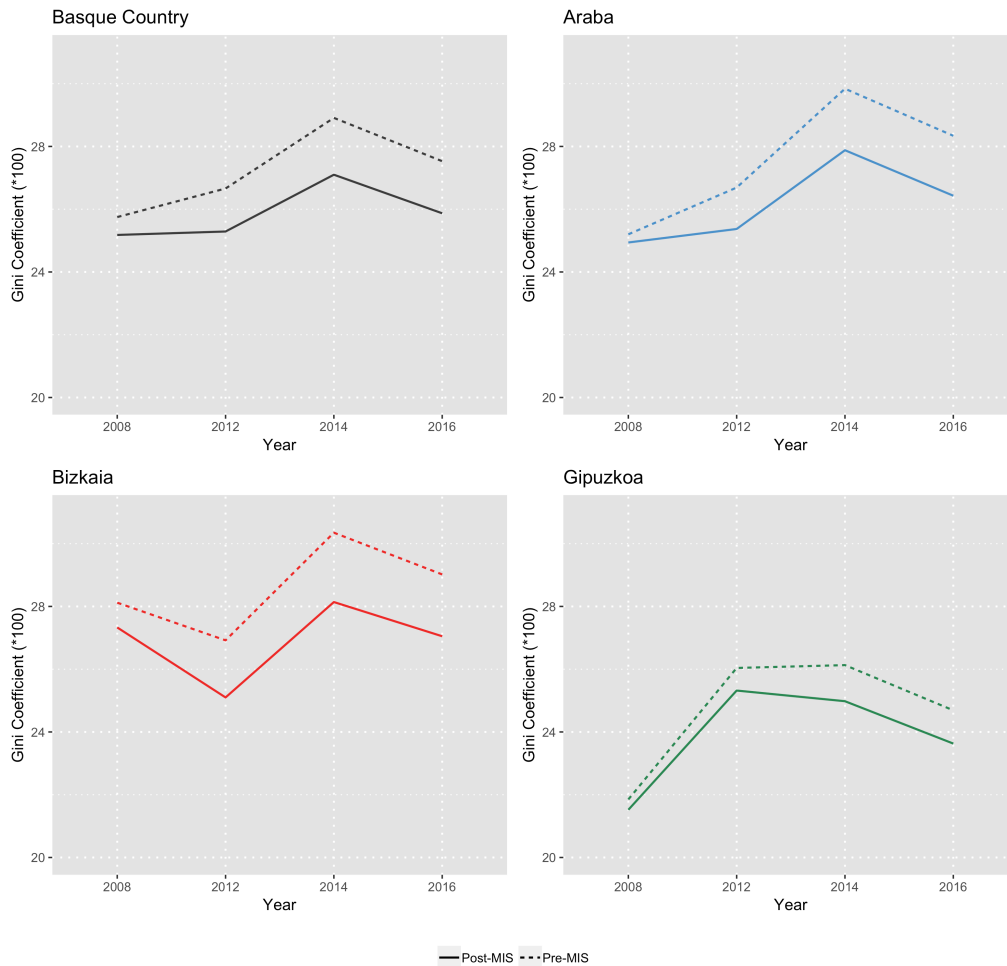 Basque Country
Gini Coefficient (*100)
28
24
20
2008 2012 2014 2016
Year
Araba
Gini Coefficient (*100)
28
24
20
2008 2012 2014 2016
Year
Bizkaia
Gini Coefficient (*100)
28
24
20
2008 2012 2014 2016
Year
Gipuzkoa
Gini Coefficient (*100)
28
24
20
2008 2012 2014 2016
Year
Post-MIS Pre-MIS